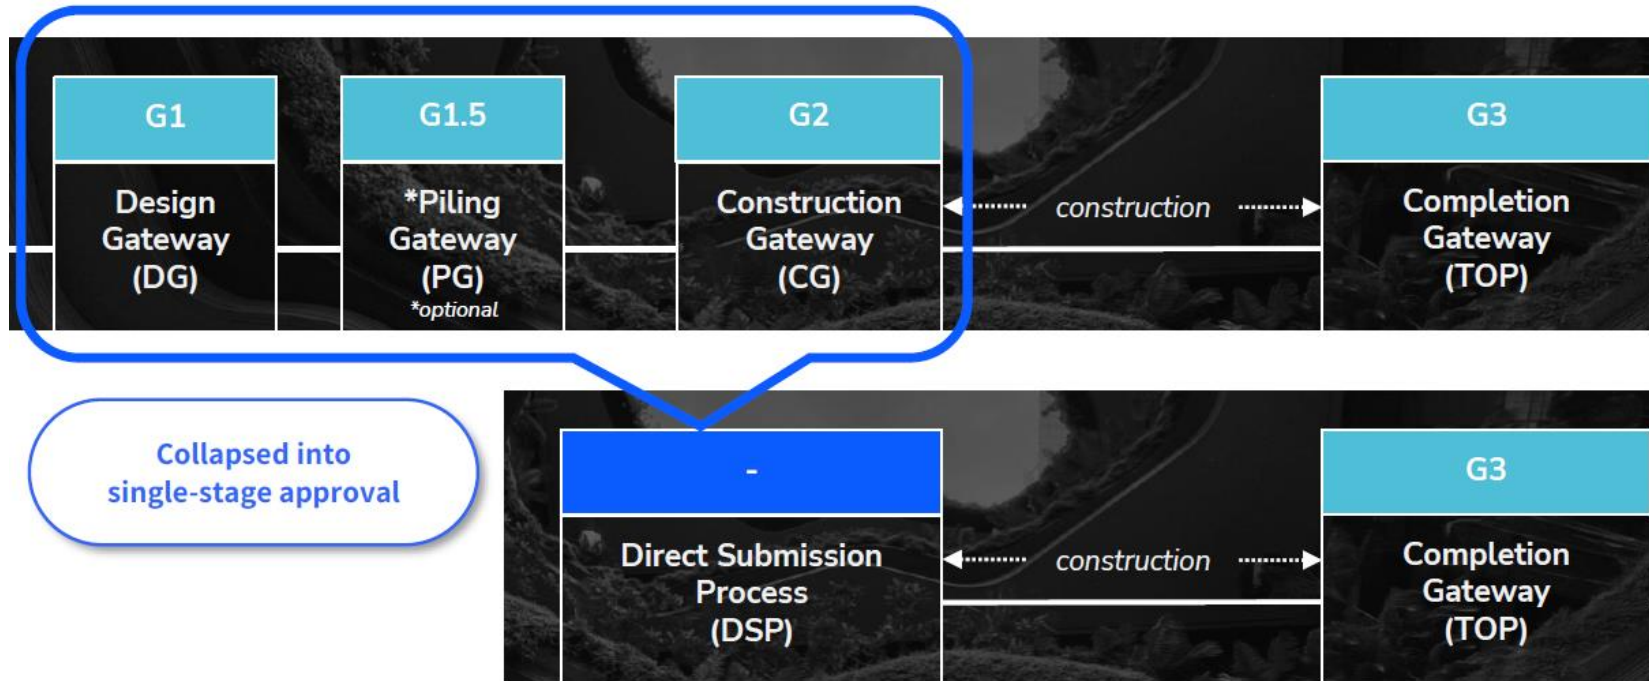 G1
G1.5
G2
G3
Design
Gateway
(DG)
*Piling
Gateway
(PG)
*optional
Construction
Gateway
(CG)
construction
Completion
Gateway
(TOP)
Collapsed into
single-stage approval
-
G3
Direct Submission
Process
(DSP)
construction
Completion
Gateway
(TOP)